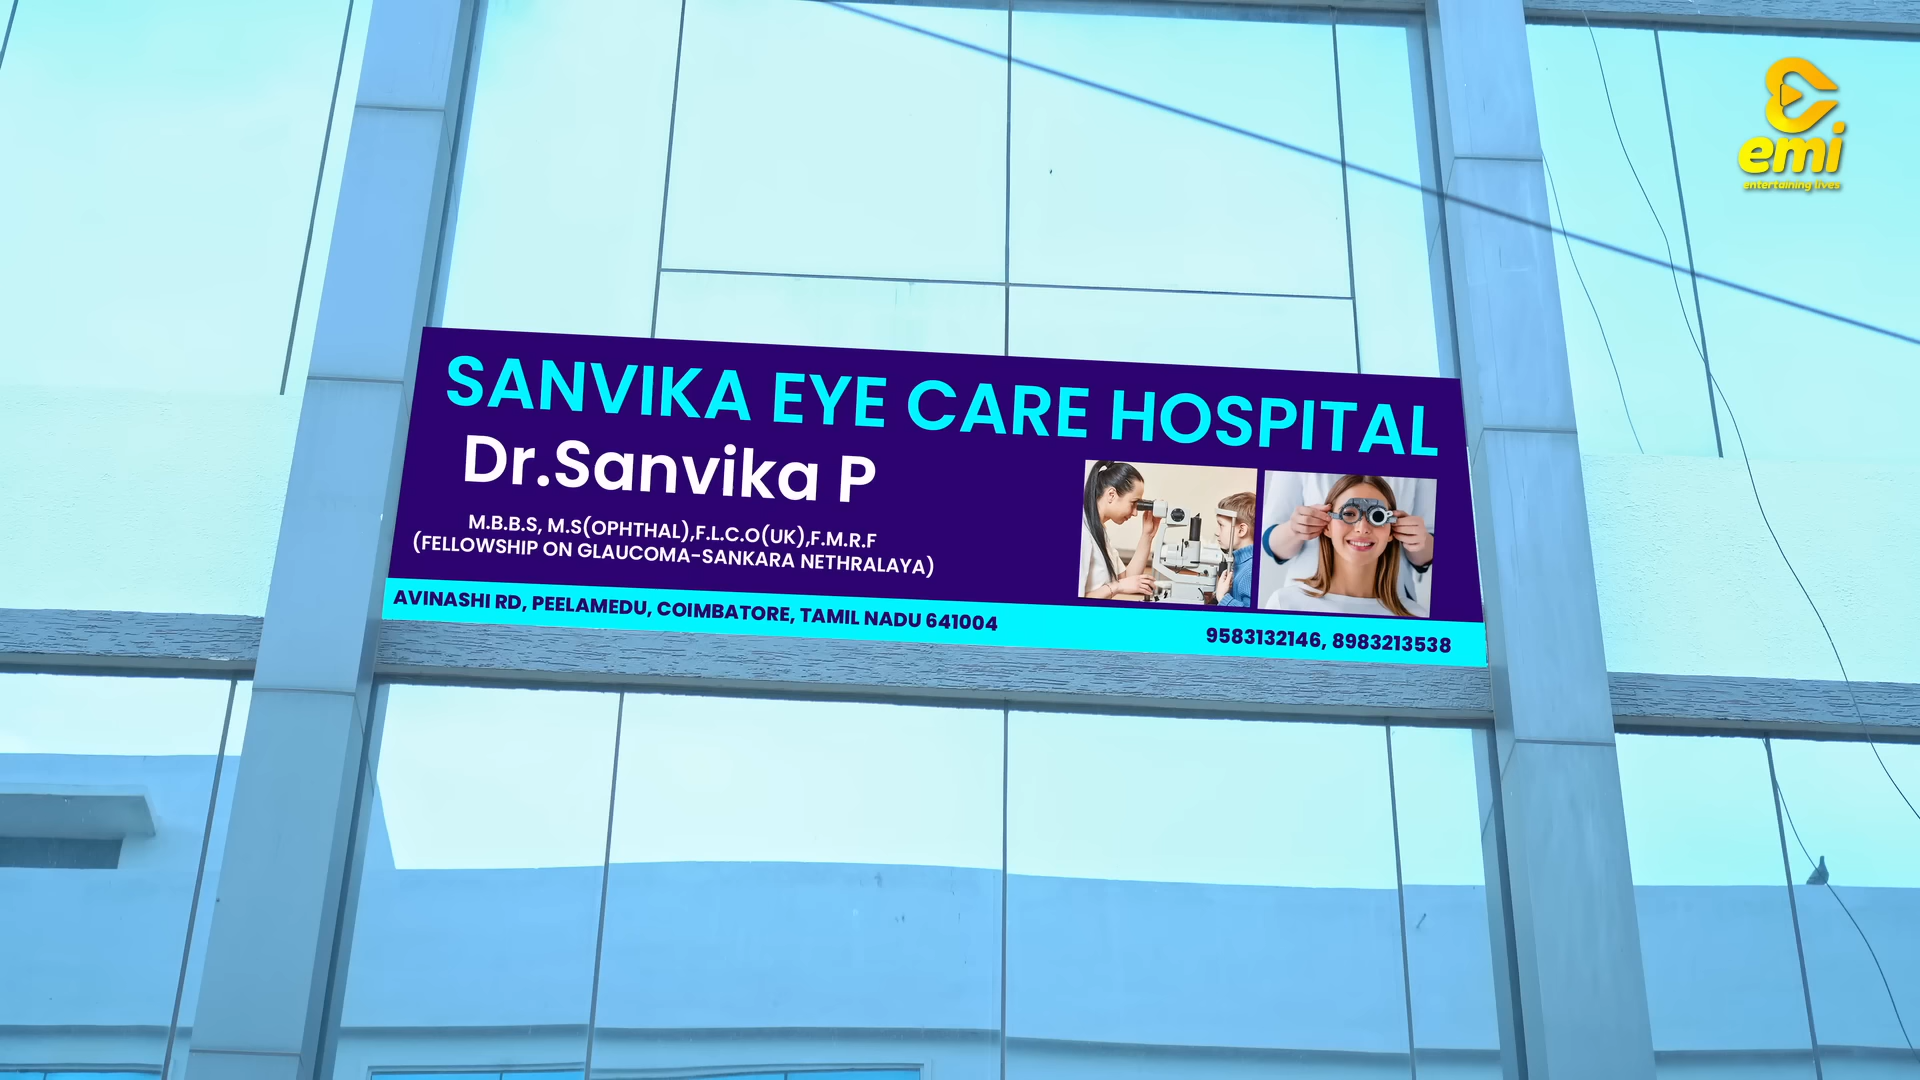 emi
entertaining lives
SANVIKA EYE CARE HOSPITAL
Dr.Sanvika P
M.B.B.S, M.S(OPHTHAL),F.L.C.O(UK),F.M.R.F
(FELLOWSHIP ON GLAUCOMA-SANKARA NETHRALAYA)
AVINASHI RD, PEELAMEDU, COIMBATORE, TAMIL NADU 641004
9583132146, 8983213538